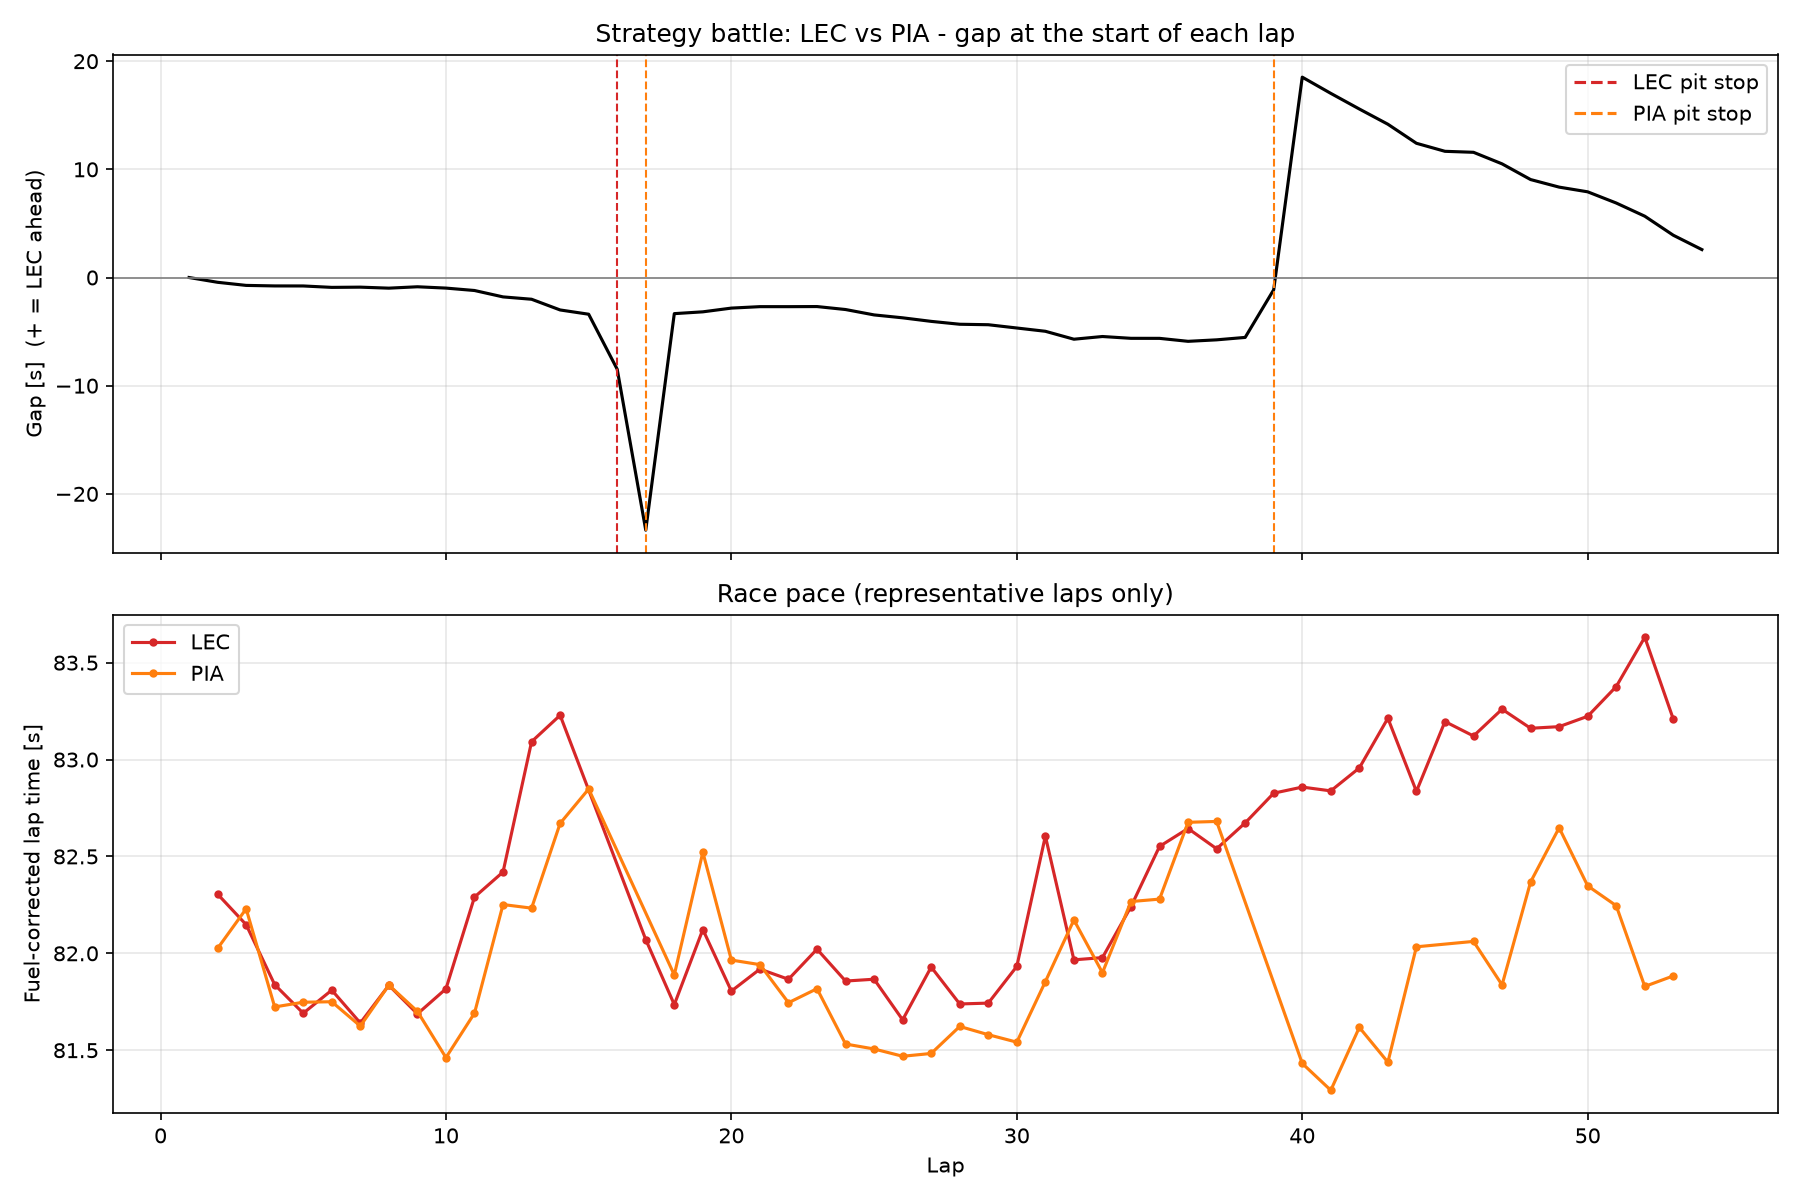 Strategy battle: LEC vs PIA - gap at the start of each lap
20
10
0
−10
−20
Gap [s]  (+ = LEC ahead)
LEC pit stop
PIA pit stop
Race pace (representative laps only)
LEC
PIA
83.5
83.0
82.5
82.0
81.5
Fuel-corrected lap time [s]
0 10 20 30 40 50
Lap